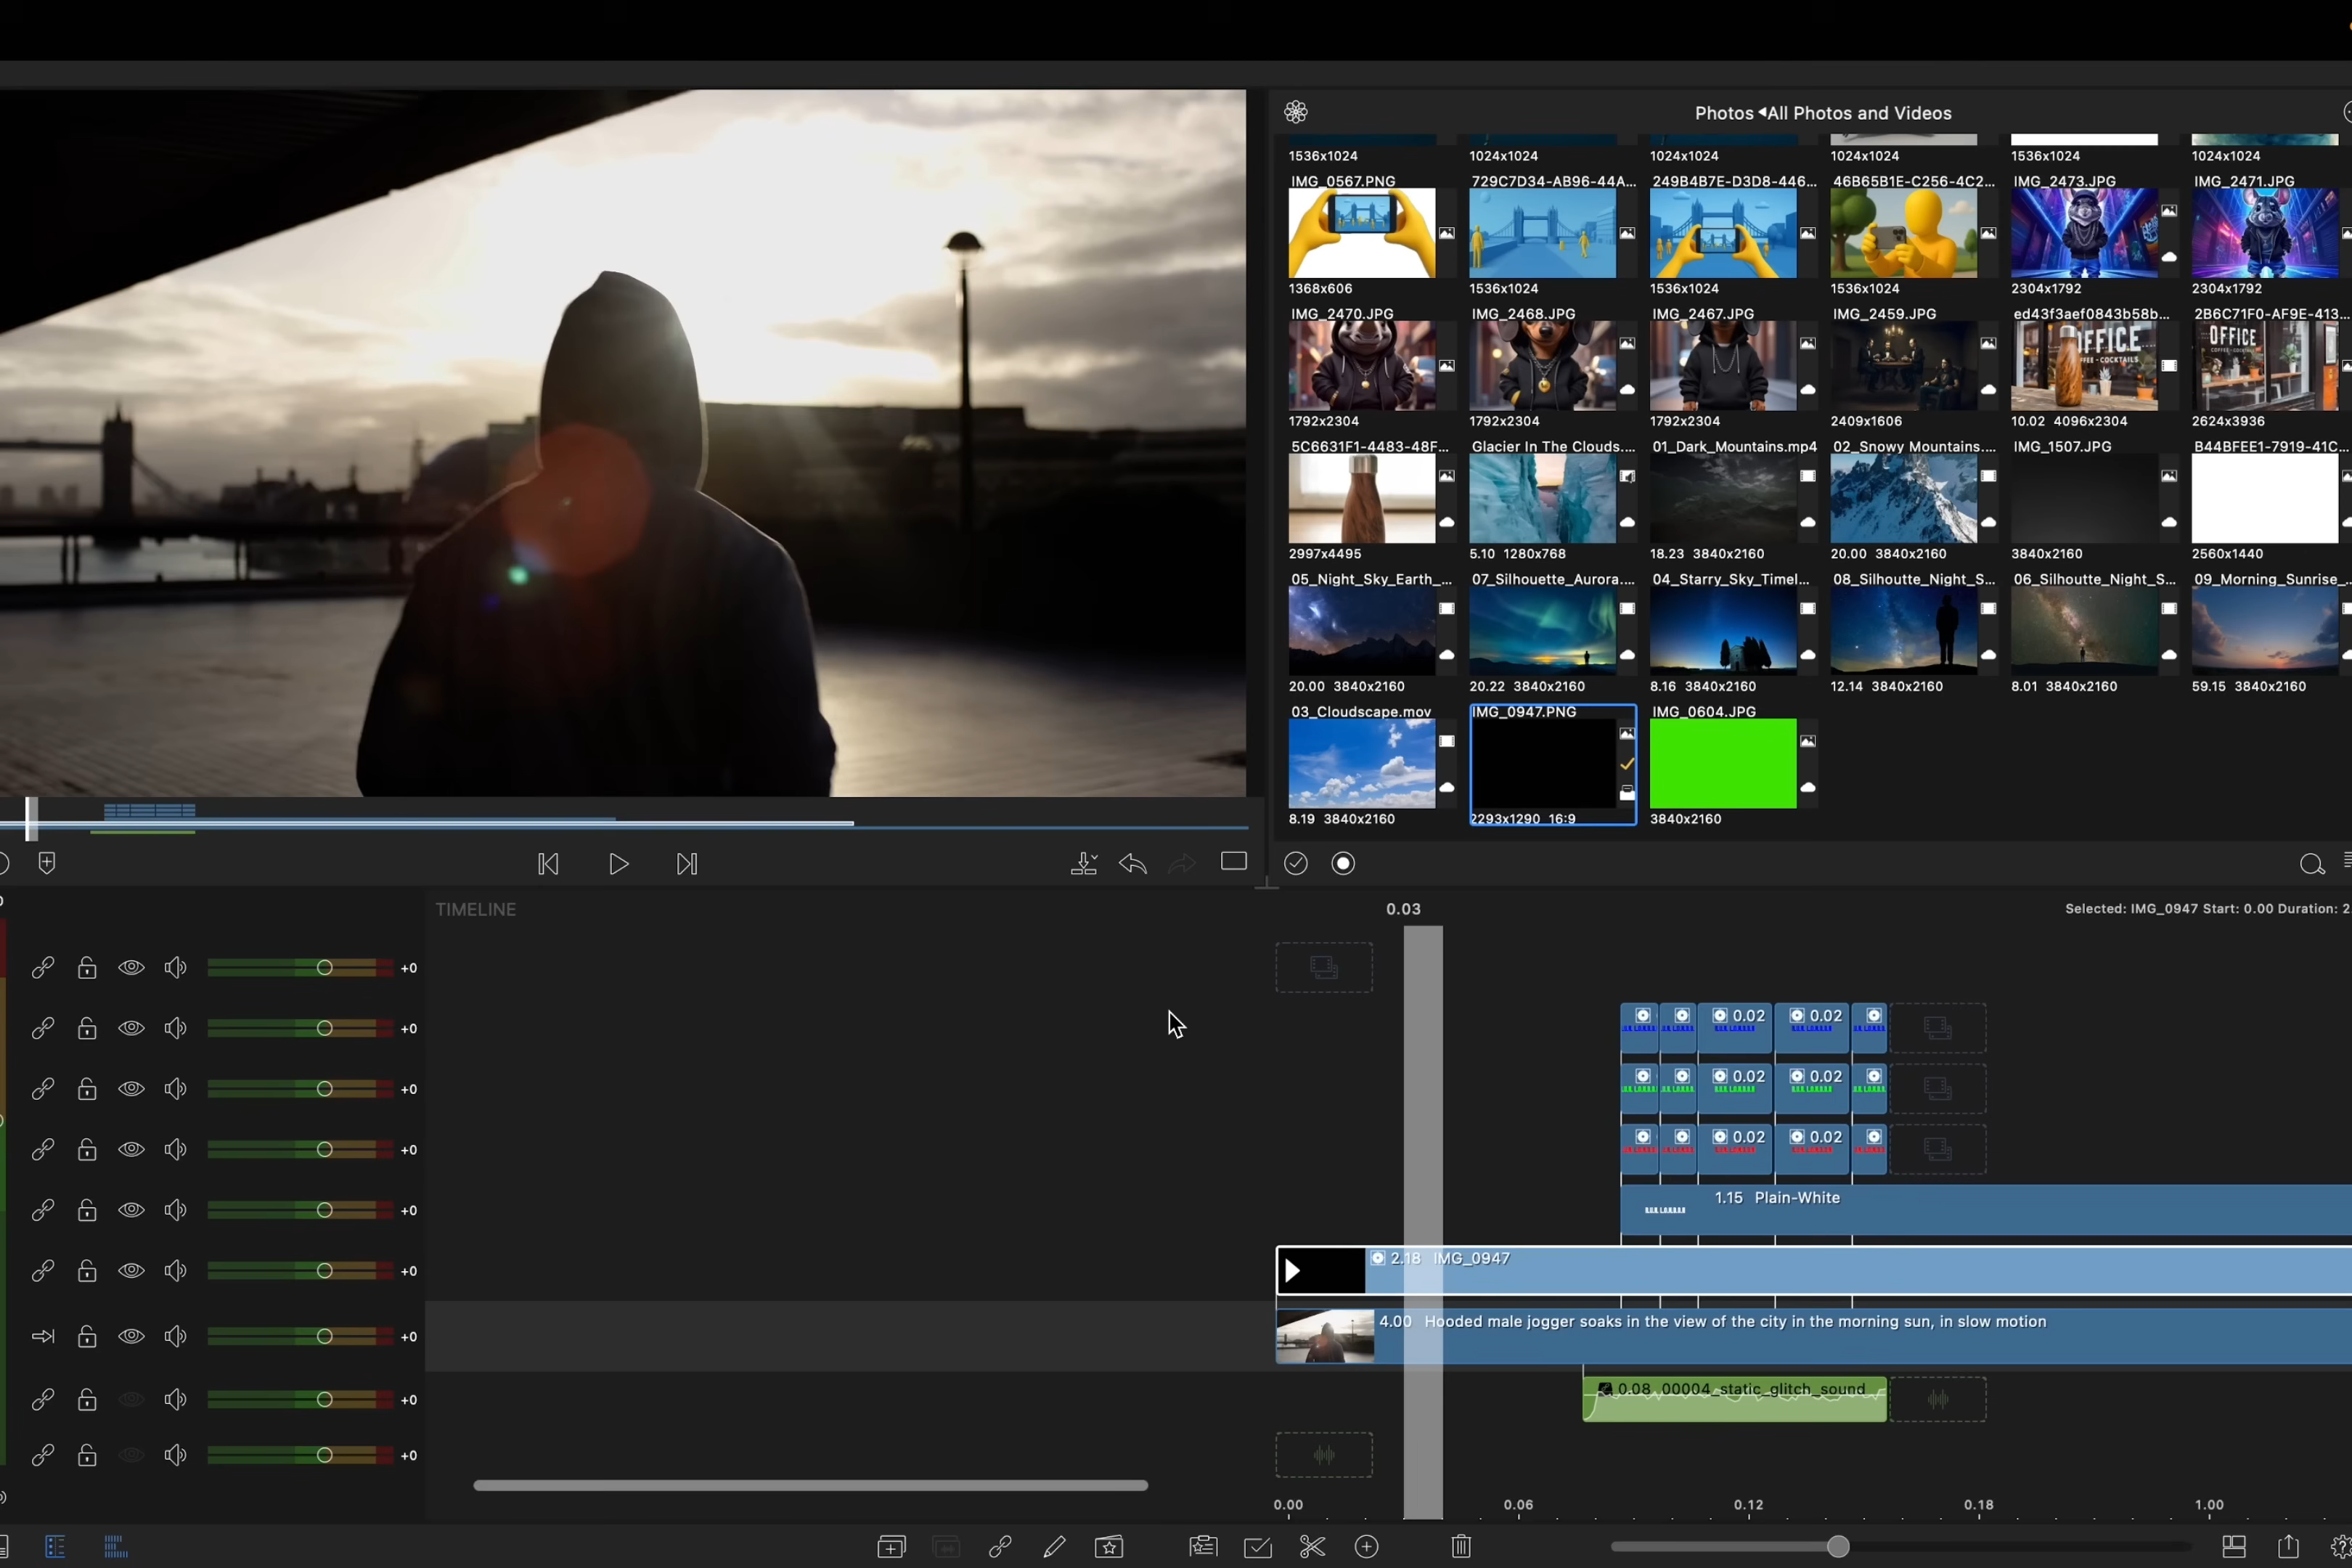 Photos ◀All Photos and Videos
1536x1024 1024x1024 1024x1024 1024x1024 1536x1024 1024x1024
IMG_0567.PNG 729C7D34-AB96-44A... 249B4B7E-D3D8-446... 46B65B1E-C256-4C2... IMG_2473.JPG IMG_2471.JPG
1368x606 1536x1024 1536x1024 1536x1024 2304x1792 2304x1792
IMG_2470.JPG IMG_2468.JPG IMG_2467.JPG IMG_2459.JPG ed43f3aef0843b58b... 2B6C71F0-AF9E-413...
OFFICE OFFICE
1792x2304 1792x2304 1792x2304 2409x1606 10.02 4096x2304 2624x3936
5C6631F1-4483-48F... Glacier In The Clouds.... 01_Dark_Mountains.mp4 02_Snowy Mountains.... IMG_1507.JPG B44BFEE1-7919-41C...
2997x4495 5.10 1280x768 18.23 3840x2160 20.00 3840x2160 3840x2160 2560x1440
05_Night_Sky_Earth_... 07_Silhouette_Aurora.... 04_Starry_Sky_Timel... 08_Silhoutte_Night_S... 06_Silhoutte_Night_S... 09_Morning_Sunrise_...
20.00 3840x2160 20.22 3840x2160 8.16 3840x2160 12.14 3840x2160 8.01 3840x2160 59.15 3840x2160
03_Cloudscape.mov IMG_0947.PNG IMG_0604.JPG
8.19 3840x2160 2293x1290 16:9 3840x2160
TIMELINE 0.03 Selected: IMG_0947 Start: 0.00 Duration: 2
+0
+0 0.02 0.02
+0 0.02 0.02
+0 0.02 0.02
+0 1.15 Plain-White
+0 2.18 IMG_0947
+0 4.00 Hooded male jogger soaks in the view of the city in the morning sun, in slow motion
+0 0.08 00004_static_glitch_sound
+0
0.00 0.06 0.12 0.18 1.00